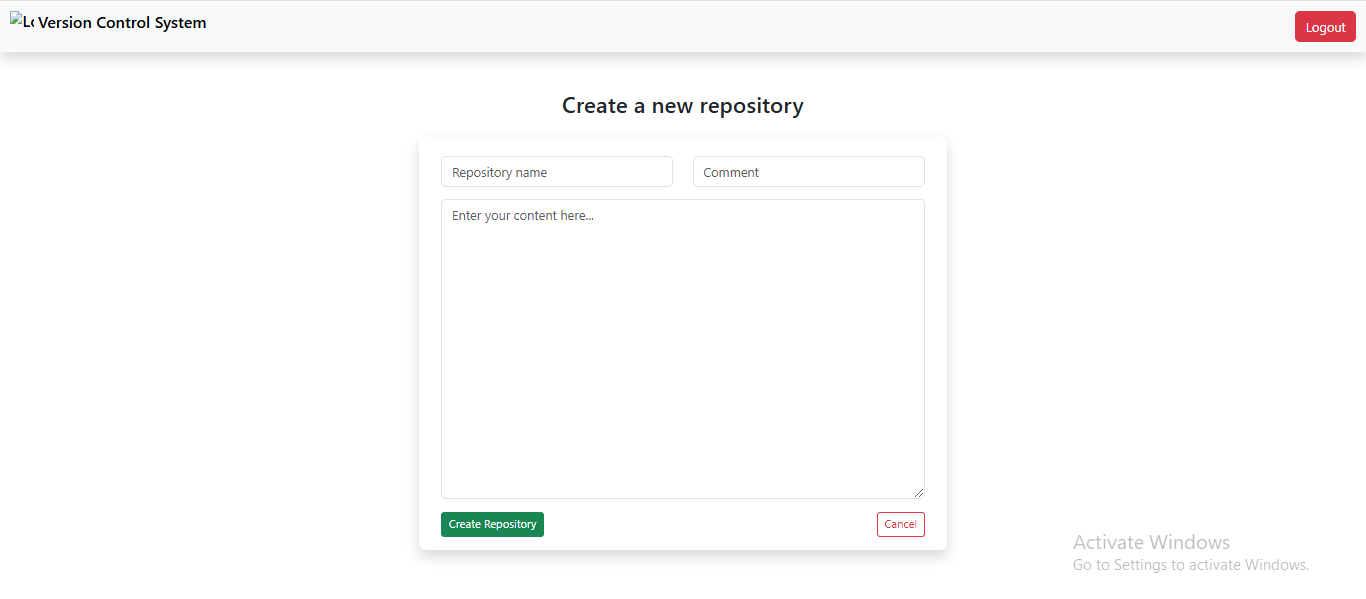 Version Control System
Logout
Create a new repository
Repository name
Comment
Enter your content here...
Create Repository
Cancel
Activate Windows
Go to Settings to activate Windows.